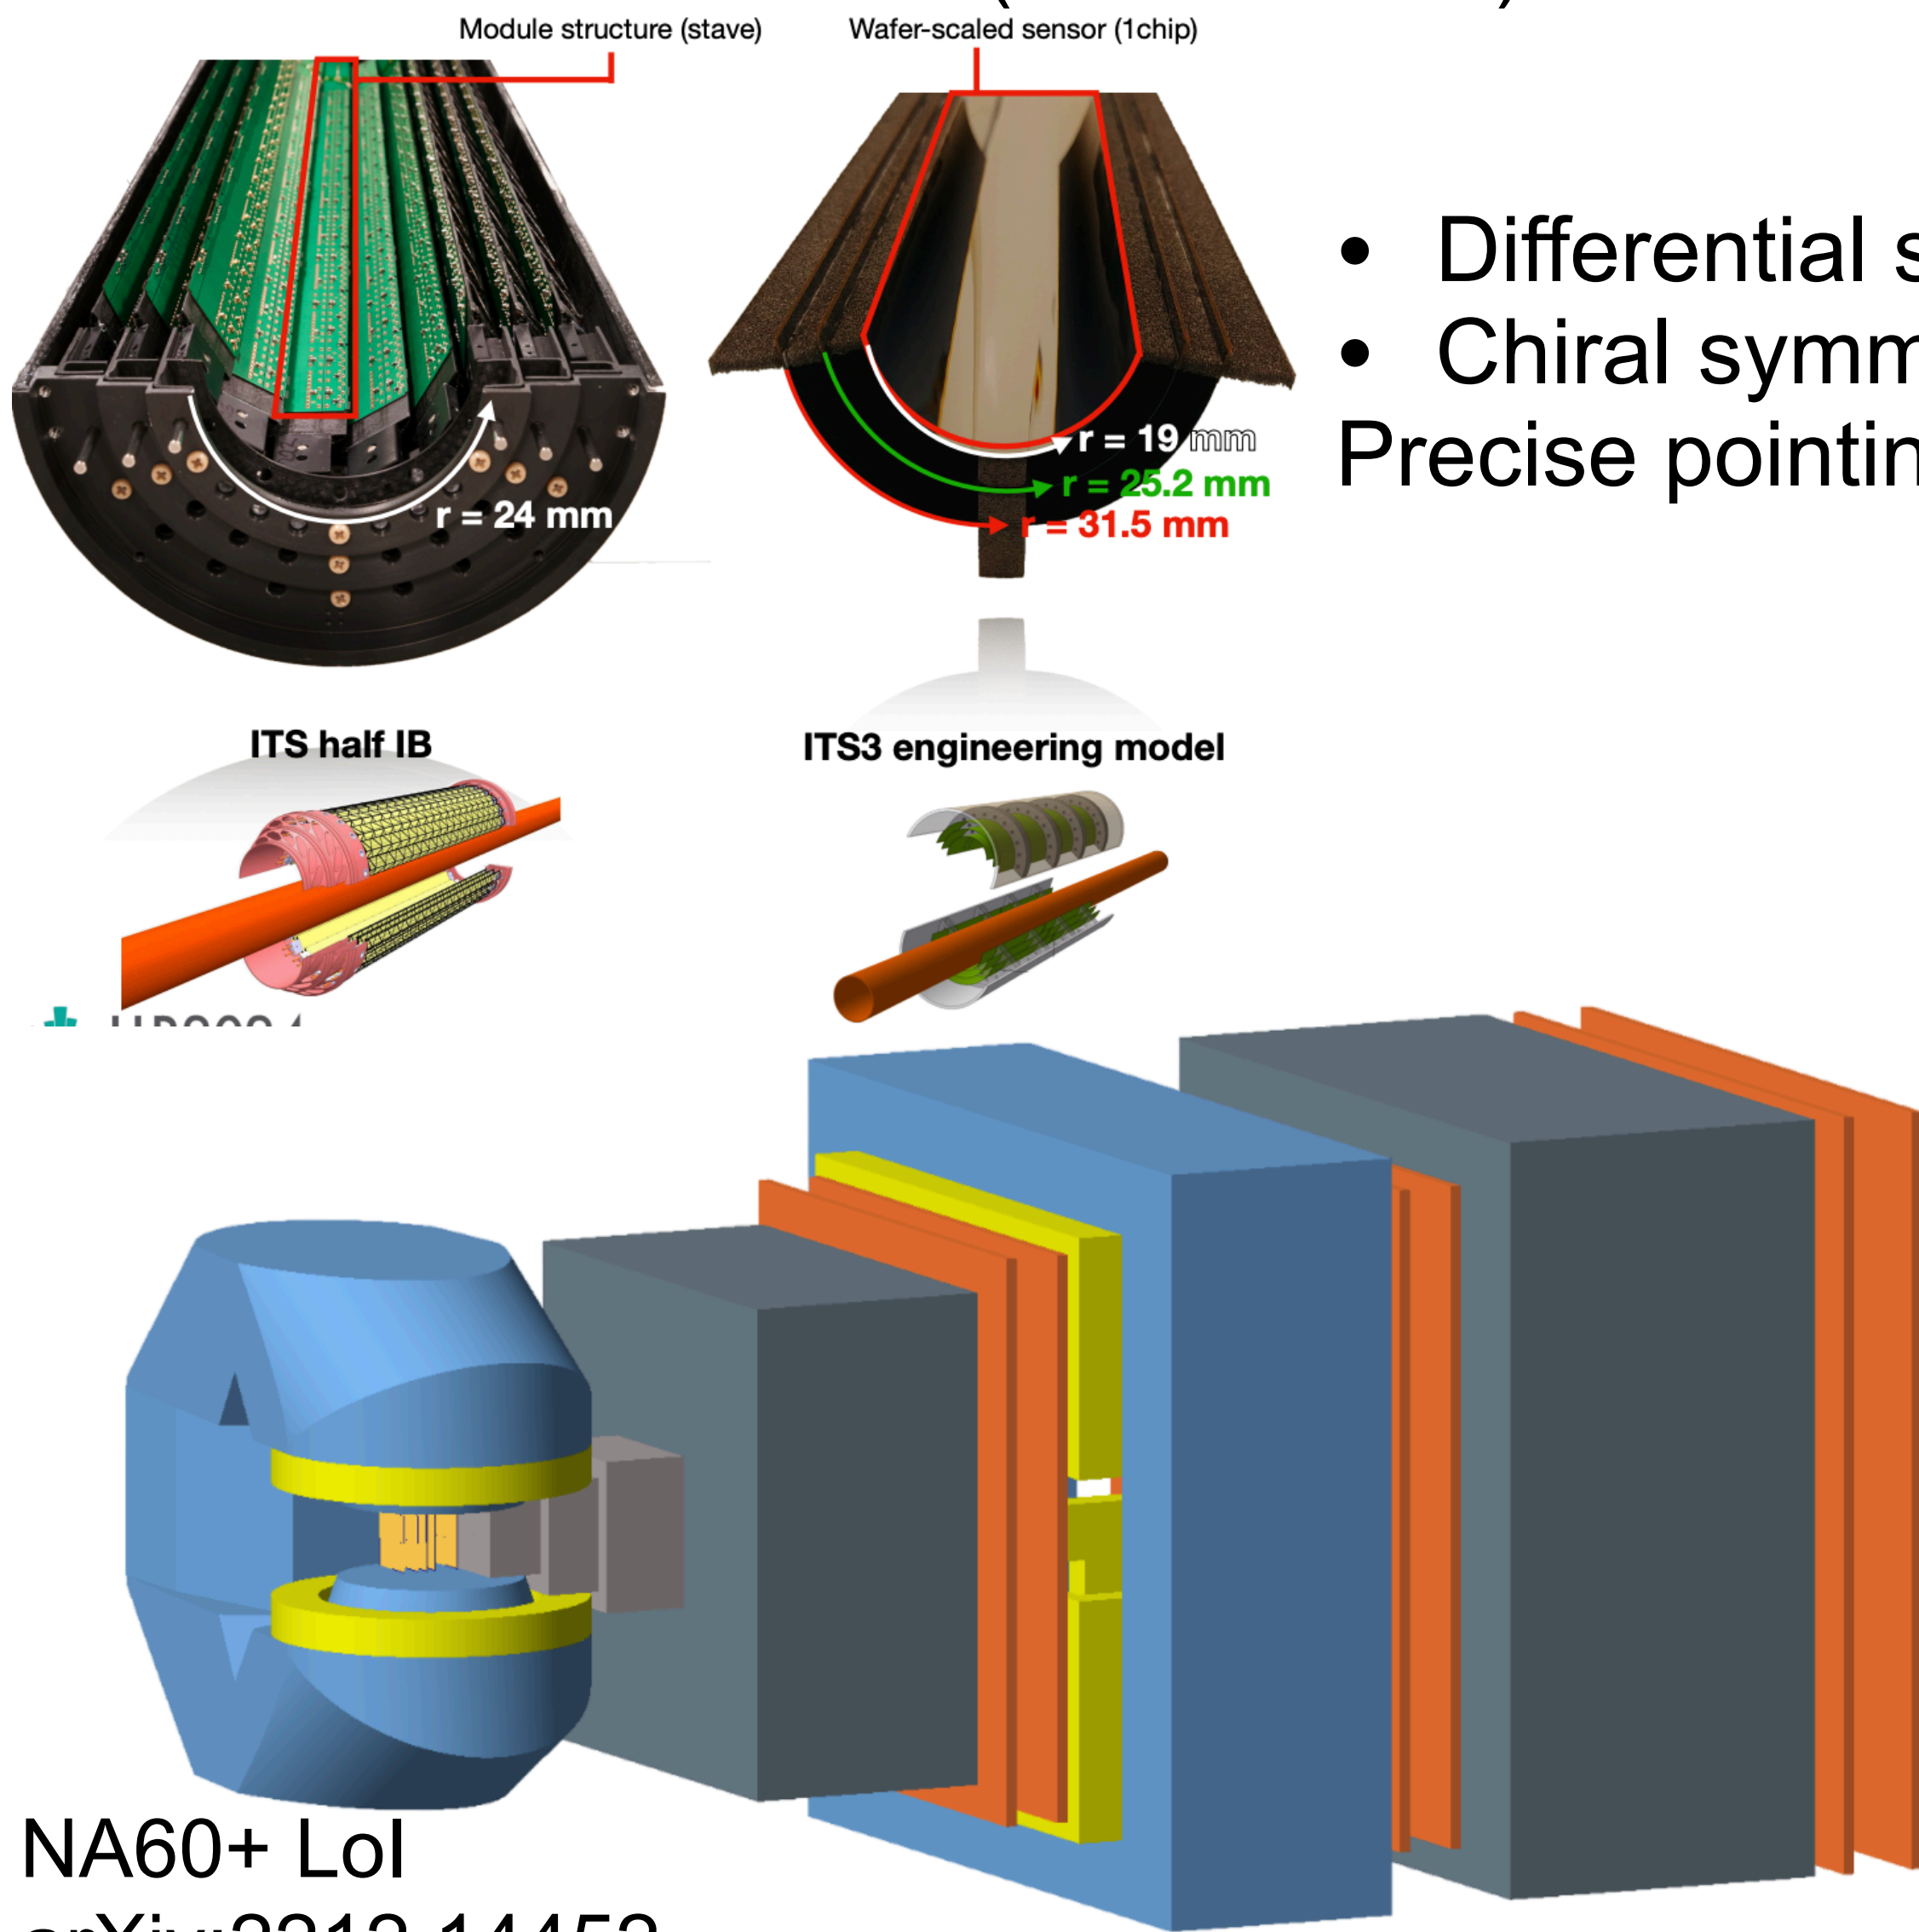 Module structure (stave)
Wafer-scaled sensor (1chip)
• Differential s
• Chiral symm
Precise pointin
r = 19 mm
r = 25.2 mm
r = 31.5 mm
r = 24 mm
ITS half IB
ITS3 engineering model
NA60+ LoI